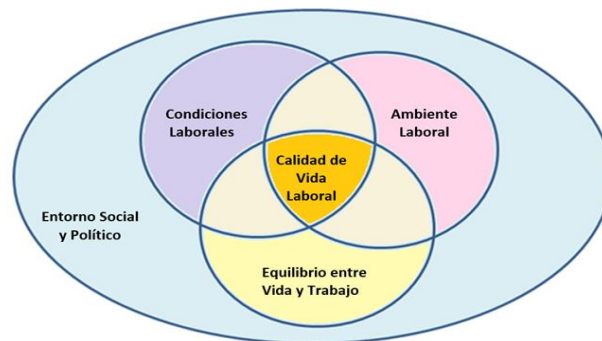 Condiciones
Laborales
Ambiente
Laboral
Calidad de
Vida
Laboral
Entorno Social
y Político
Equilibrio entre
Vida y Trabajo